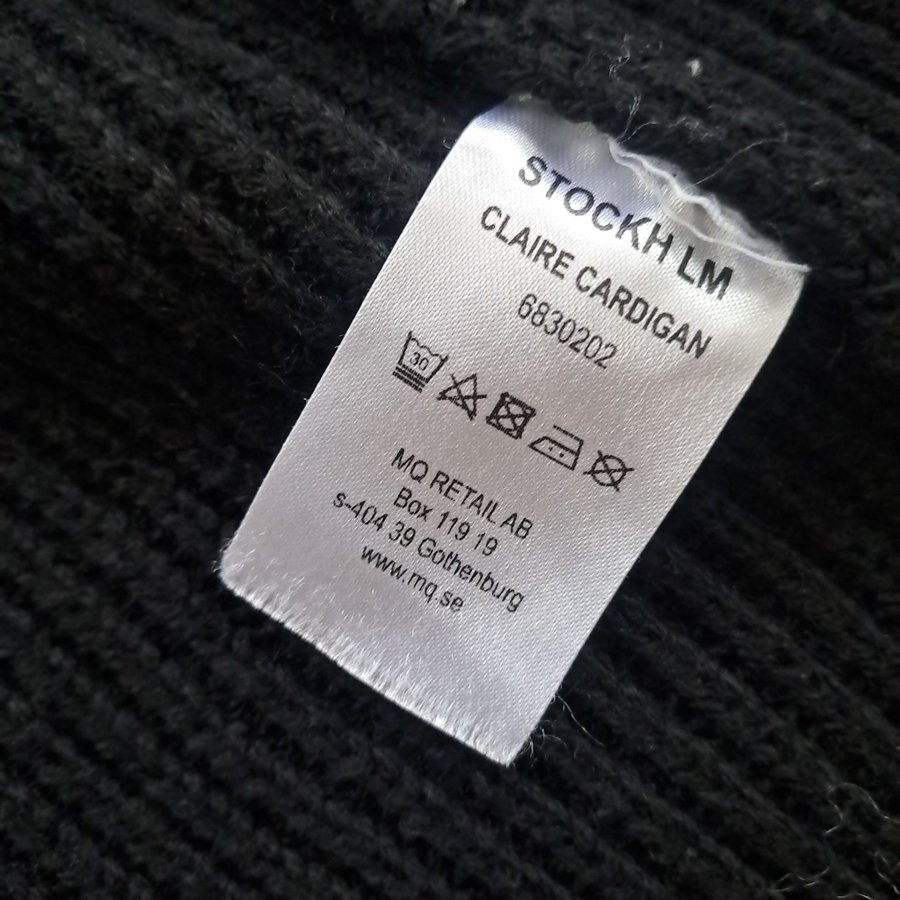 STOCKH LM
CLAIRE CARDIGAN
6830202
30
MQ RETAIL AB
Box 119 19
s-404 39 Gothenburg
www.mq.se